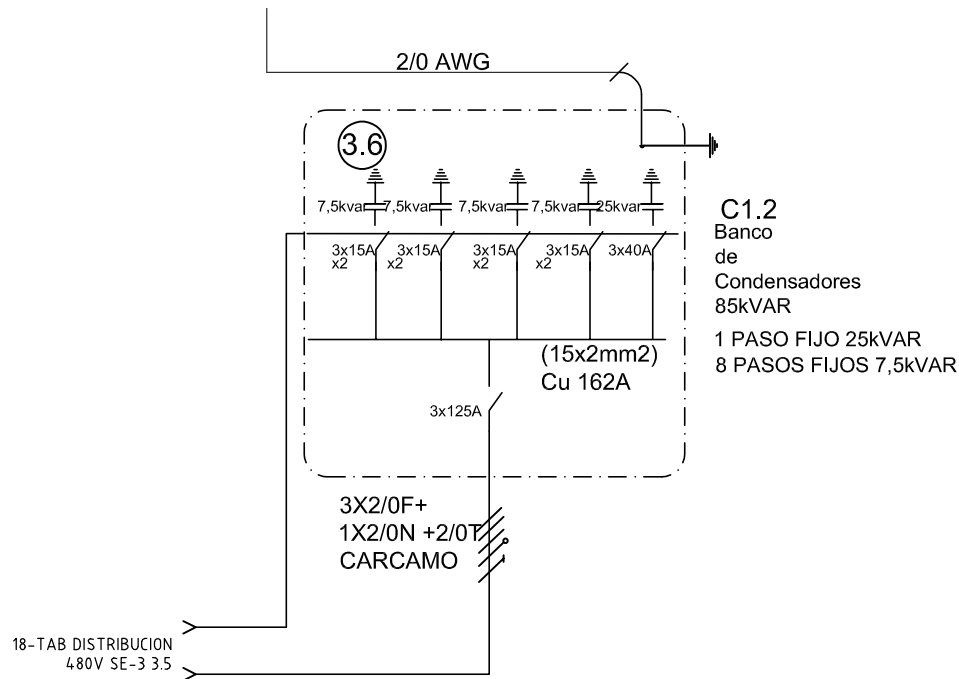 2/0 AWG
3.6
7,5kvar 7,5kvar 7,5kvar 7,5kvar 25kvar
3x15A 3x15A 3x15A 3x15A 3x40A
x2 x2 x2 x2
C1.2
Banco
de
Condensadores
85kVAR
1 PASO FIJO 25kVAR
8 PASOS FIJOS 7,5kVAR
(15x2mm2)
Cu 162A
3x125A
3X2/0F+
1X2/0N +2/0T
CARCAMO
18-TAB DISTRIBUCION
480V SE-3 3.5